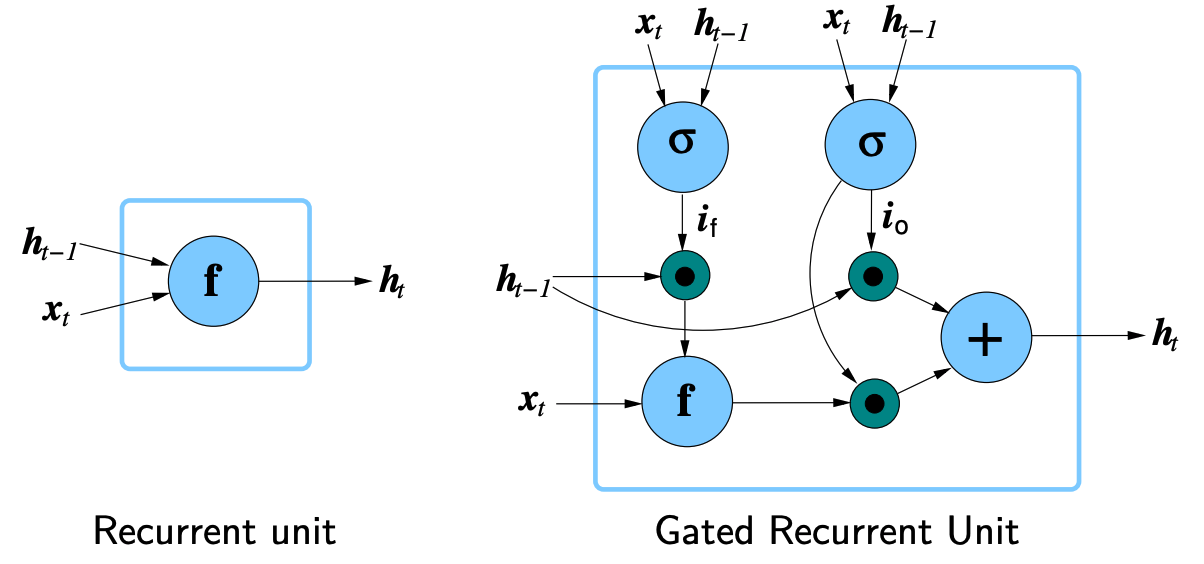 x_t h_{t-1} x_t h_{t-1}
σ σ
i_f i_o
h_{t-1} f h_t
x_t
h_{t-1}
+ h_t
x_t f
Recurrent unit
Gated Recurrent Unit